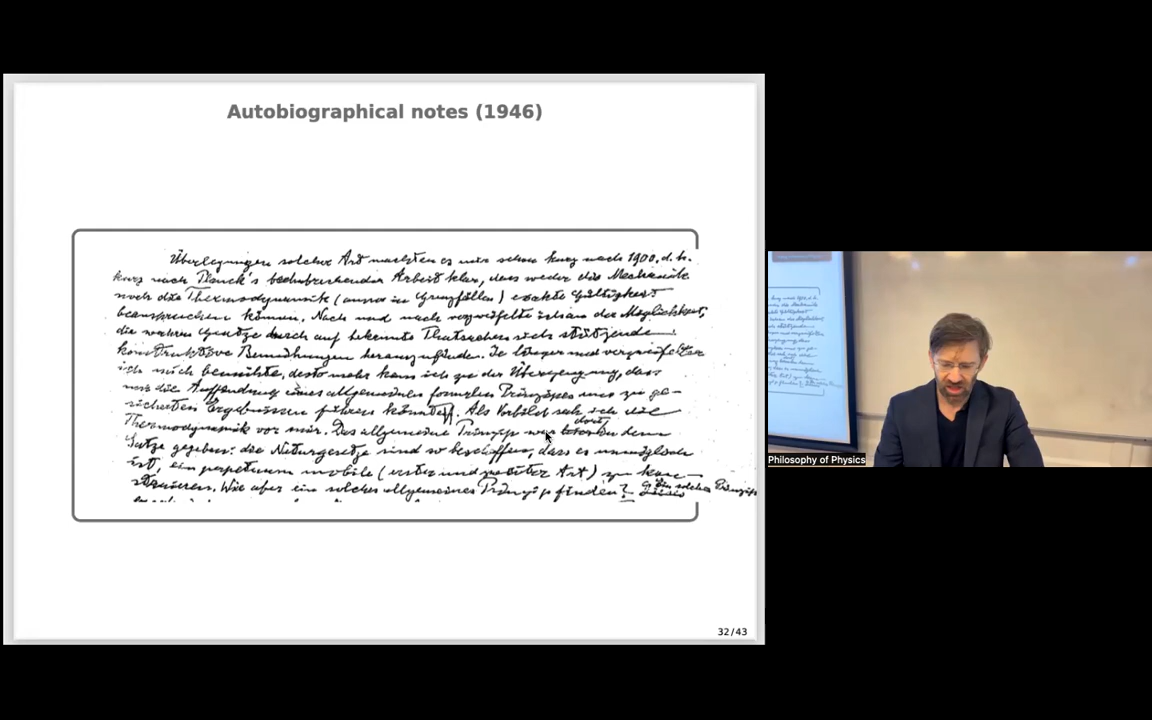 Autobiographical notes (1946)
Überlegungen solcher Art machten es mir schon kurz nach 1900, d. h.
kurz nach Planck's bahnbrechender Arbeit klar, dass weder die Mechanik
noch die Thermodynamik (ausser in Grenzfällen) exakte Gültigkeit
beanspruchen können. Nach und nach verzweifelte ich an der Möglichkeit,
die wahren Gesetze durch auf bekannte Thatsachen sich stützende
konstruktive Bemühungen herauszufinden. Je länger und verzweifelter
ich mich bemühte, desto mehr kam ich zu der Überzeugung, dass
nur die Auffindung eines allgemeinen formalen Prinzipes uns zu ge-
sicherten Ergebnissen führen könnte. Als Vorbild sah ich die
Thermodynamik vor mir. Das allgemeine Prinzip war dort in dem
Satze gegeben: die Naturgesetze sind so beschaffen, dass es unmöglich
ist, ein perpetuum mobile (erster und zweiter Art) zu kon-
struieren. Wie aber ein solches allgemeines Prinzip finden? Ein solches Prinzip
32/43
Philosophy of Physics